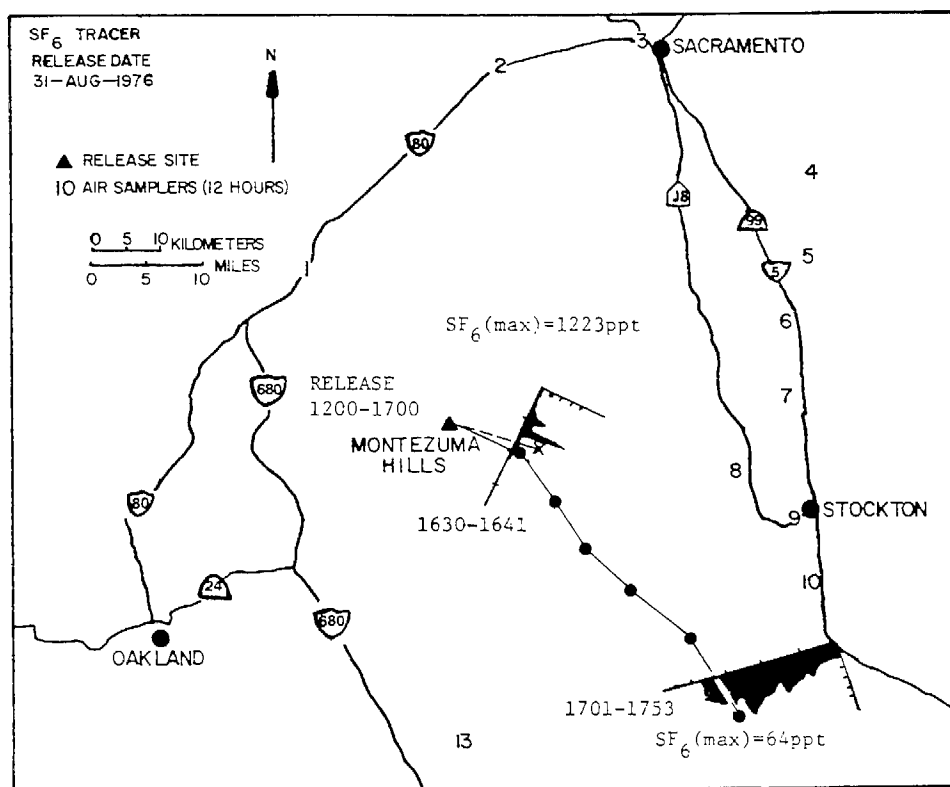 SF6 TRACER
RELEASE DATE
31-AUG-1976
N
▲ RELEASE SITE
10 AIR SAMPLERS (12 HOURS)
0 5 10 KILOMETERS
0 5 10 MILES
3
SACRAMENTO
2
80
4
J8
99
5
5
1
6
SF6(max)=1223ppt
680
RELEASE
1200-1700
7
MONTEZUMA
HILLS
8
80
1630-1641
9
STOCKTON
24
10
680
OAKLAND
1701-1753
13
SF6(max)=64ppt